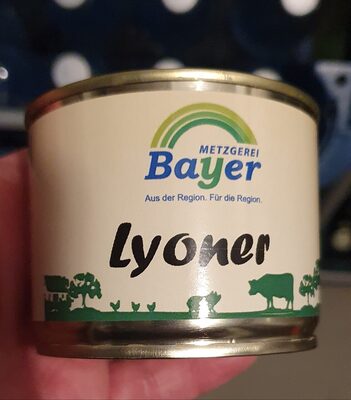 METZGEREI
Bayer
Aus der Region. Für die Region.
Lyoner